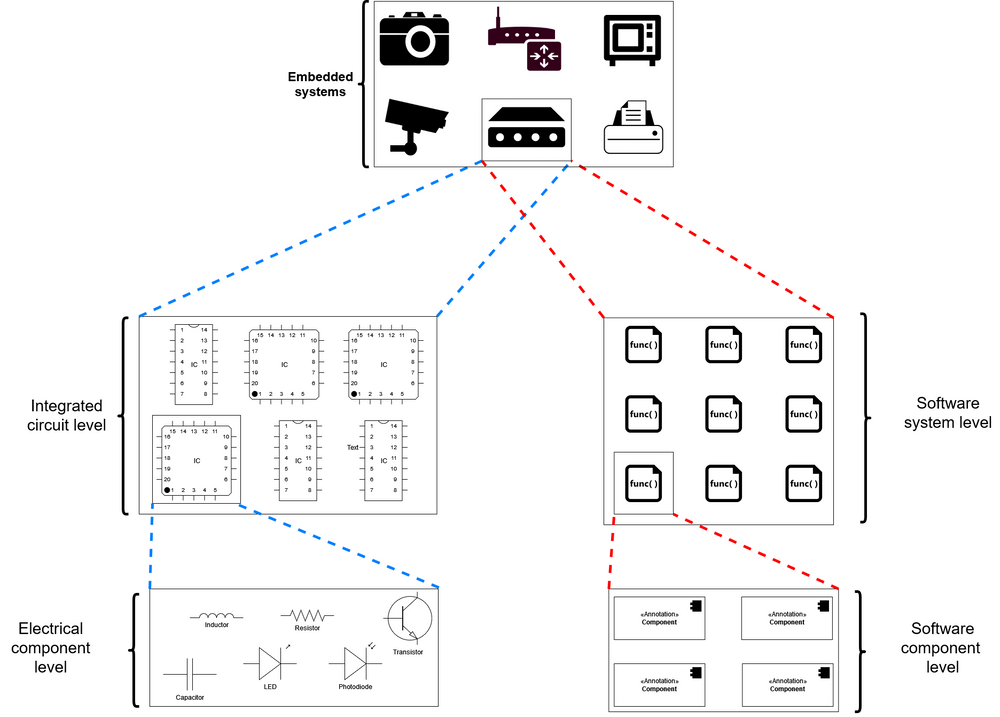 Embedded
systems
Integrated
circuit level
1 14
2 13
3 12
4 IC 11
5 10
6 9
7 8
15 14 13 12 11
16 10
17 9
18 IC 8
19 7
20 6
1 2 3 4 5
15 14 13 12 11
16 10
17 9
18 IC 8
19 7
20 6
1 2 3 4 5
15 14 13 12 11
16 10
17 9
18 IC 8
19 7
20 6
1 2 3 4 5
1 14
2 13
3 12
4 IC 11
5 10
6 9
7 8
1 14
2 13
Text 3 12
4 IC 11
5 10
6 9
7 8
func( ) func( ) func( )
func( ) func( ) func( )
func( ) func( ) func( )
Software
system level
Electrical
component
level
Inductor
Resistor
Transistor
Capacitor
LED
Photodiode
«Annotation»
Component
«Annotation»
Component
«Annotation»
Component
«Annotation»
Component
Software
component
level